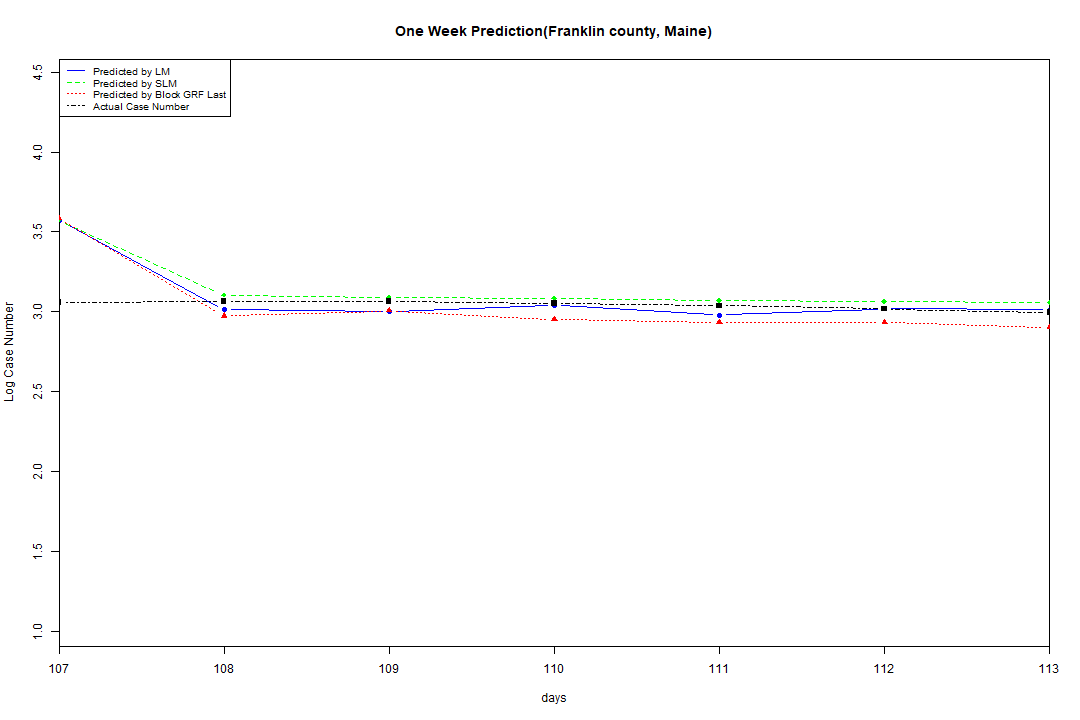 One Week Prediction(Franklin county, Maine)
Predicted by LM
Predicted by SLM
Predicted by Block GRF Last
Actual Case Number
4.5
4.0
3.5
3.0
2.5
2.0
1.5
1.0
Log Case Number
107 108 109 110 111 112 113
days